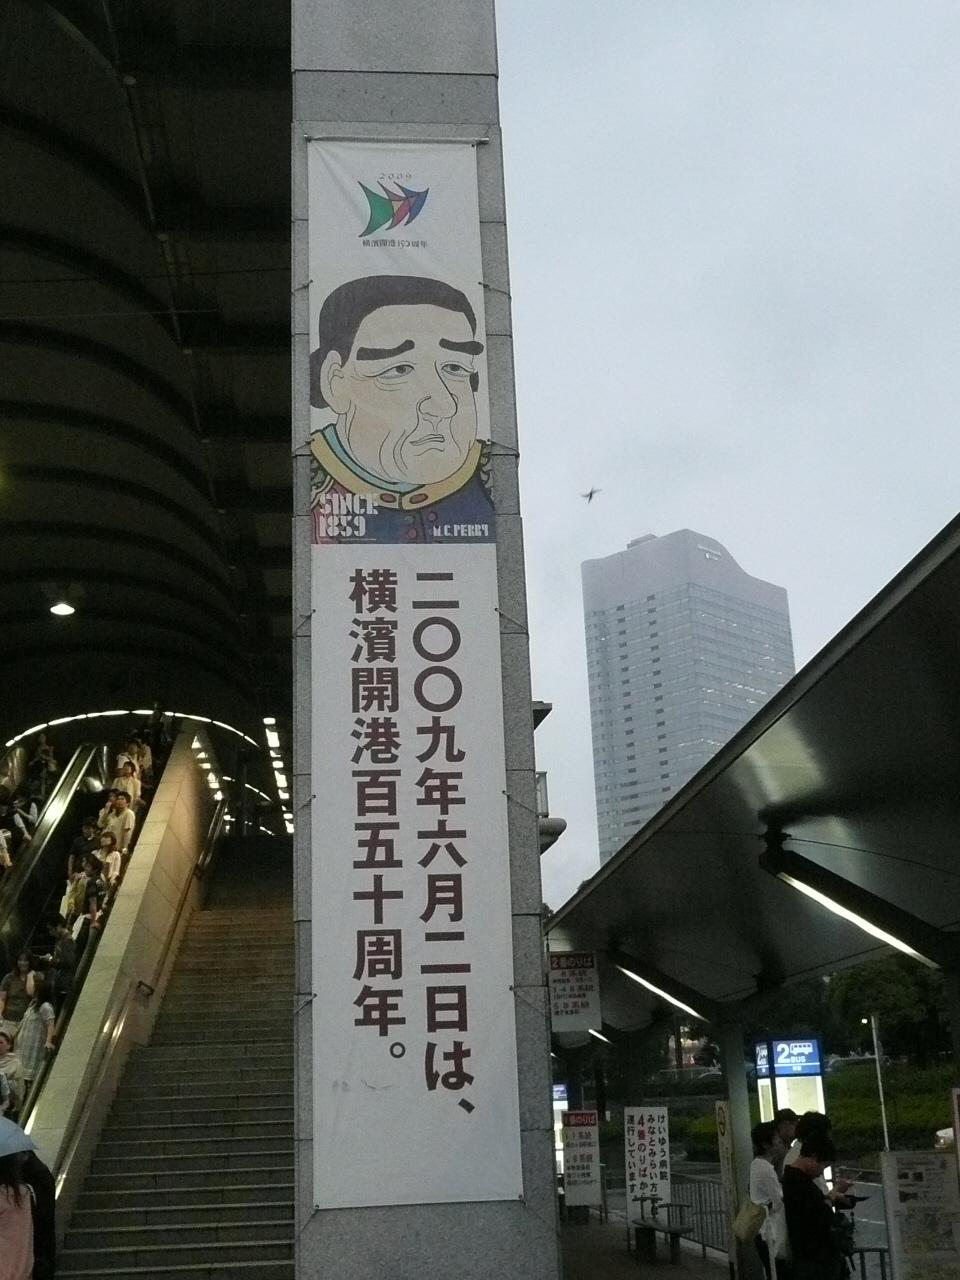 2009
横濱開港150周年
SINCE
1859
M.C.PERRY
二〇〇九年六月二日は、
横濱開港百五十周年。
2番のりば
2
BUS
けいゆう病院
みなとみらい方面
4番のりばから
運行しています